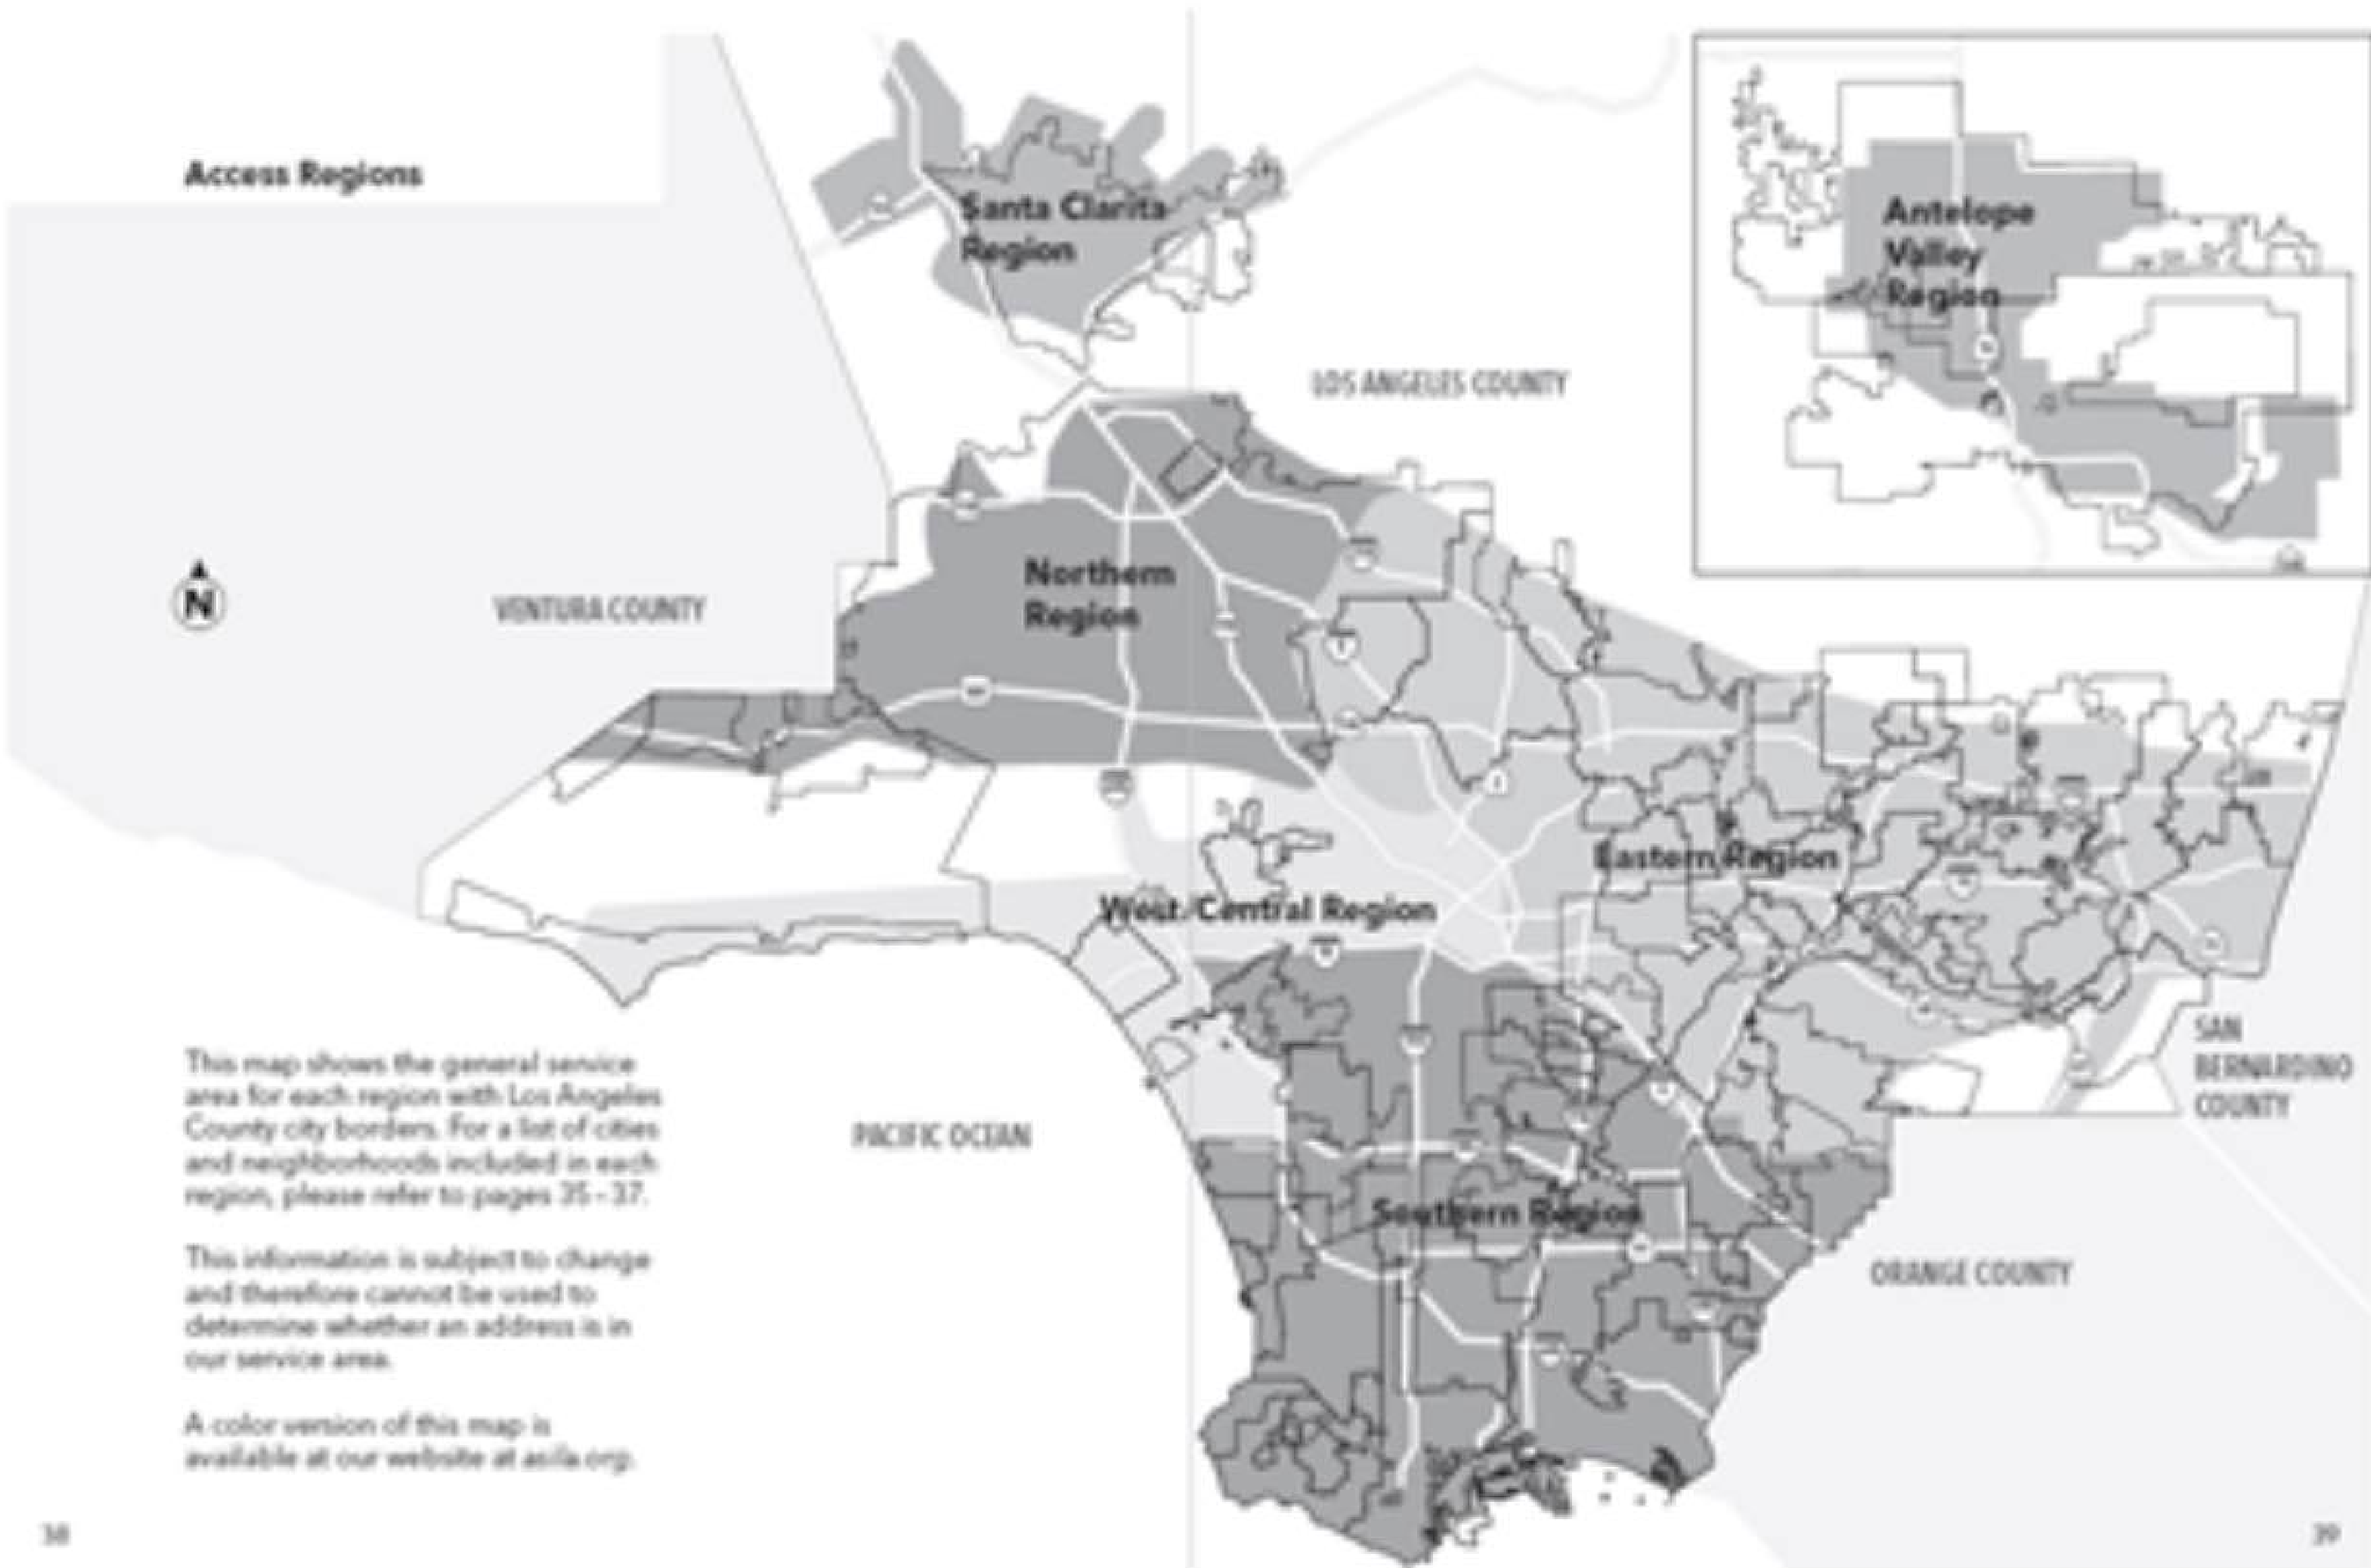 Access Regions
Santa Clarita
Region
Antelope
Valley
Region
LOS ANGELES COUNTY
Northern
Region
N
VENTURA COUNTY
Eastern Region
West/Central Region
SAN
BERNARDINO
COUNTY
PACIFIC OCEAN
Southern Region
ORANGE COUNTY
This map shows the general service
area for each region with Los Angeles
County city borders. For a list of cities
and neighborhoods included in each
region, please refer to pages 35-37.
This information is subject to change
and therefore cannot be used to
determine whether an address is in
our service area.
A color version of this map is
available at our website at asila.org.
38
39